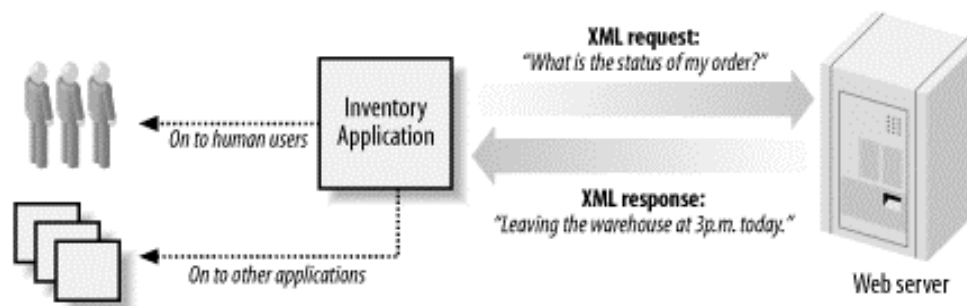 XML request:
“What is the status of my order?”
Inventory
Application
On to human users
XML response:
“Leaving the warehouse at 3p.m. today.”
On to other applications
Web server